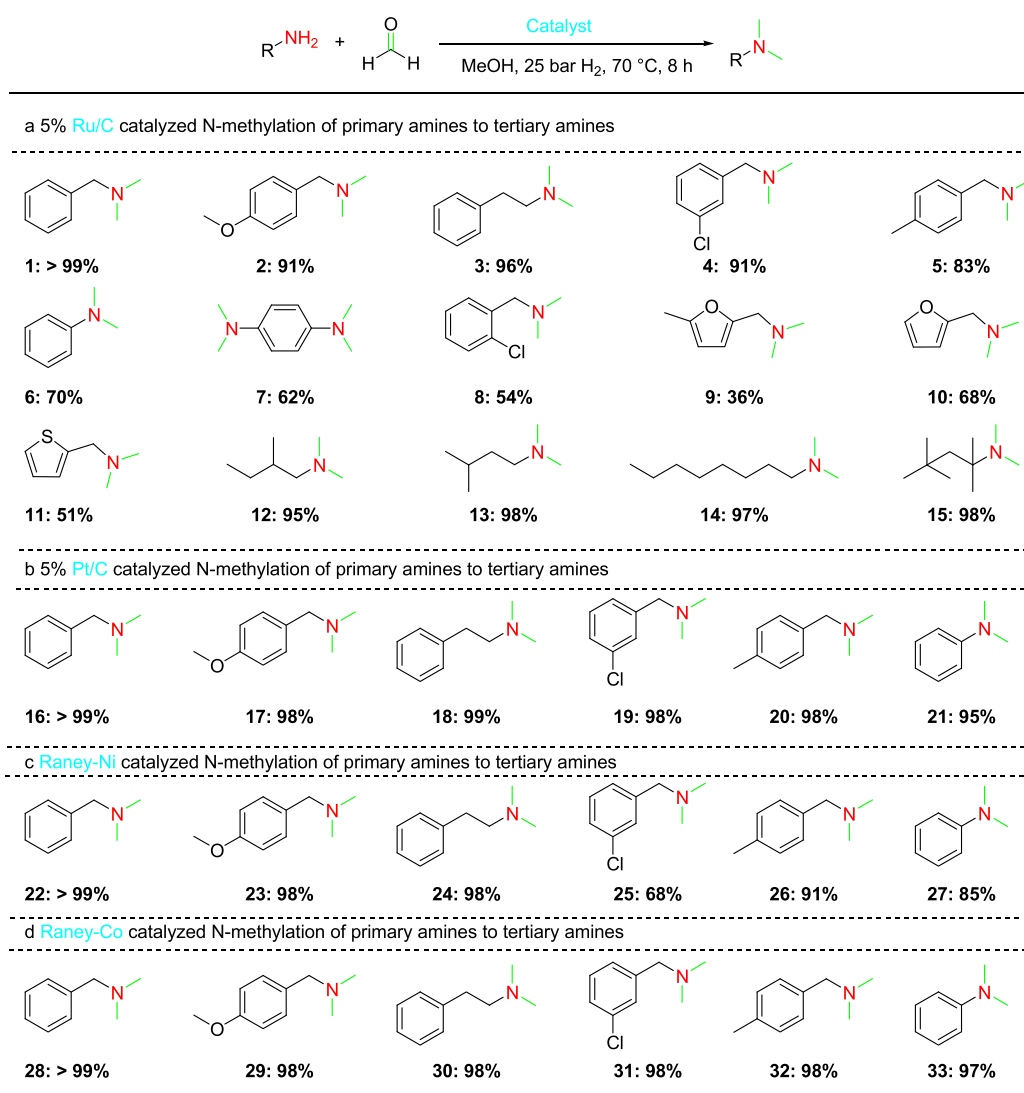 R NH2 + O H H Catalyst R N
MeOH, 25 bar H2, 70 °C, 8 h
a 5% Ru/C catalyzed N-methylation of primary amines to tertiary amines
N O N N Cl N N
1: > 99% 2: 91% 3: 96% 4: 91% 5: 83%
N N N N Cl O N O N
6: 70% 7: 62% 8: 54% 9: 36% 10: 68%
S N N N N N
11: 51% 12: 95% 13: 98% 14: 97% 15: 98%
b 5% Pt/C catalyzed N-methylation of primary amines to tertiary amines
N O N N Cl N N N
16: > 99% 17: 98% 18: 99% 19: 98% 20: 98% 21: 95%
c Raney-Ni catalyzed N-methylation of primary amines to tertiary amines
N O N N Cl N N N
22: > 99% 23: 98% 24: 98% 25: 68% 26: 91% 27: 85%
d Raney-Co catalyzed N-methylation of primary amines to tertiary amines
N O N N Cl N N N
28: > 99% 29: 98% 30: 98% 31: 98% 32: 98% 33: 97%